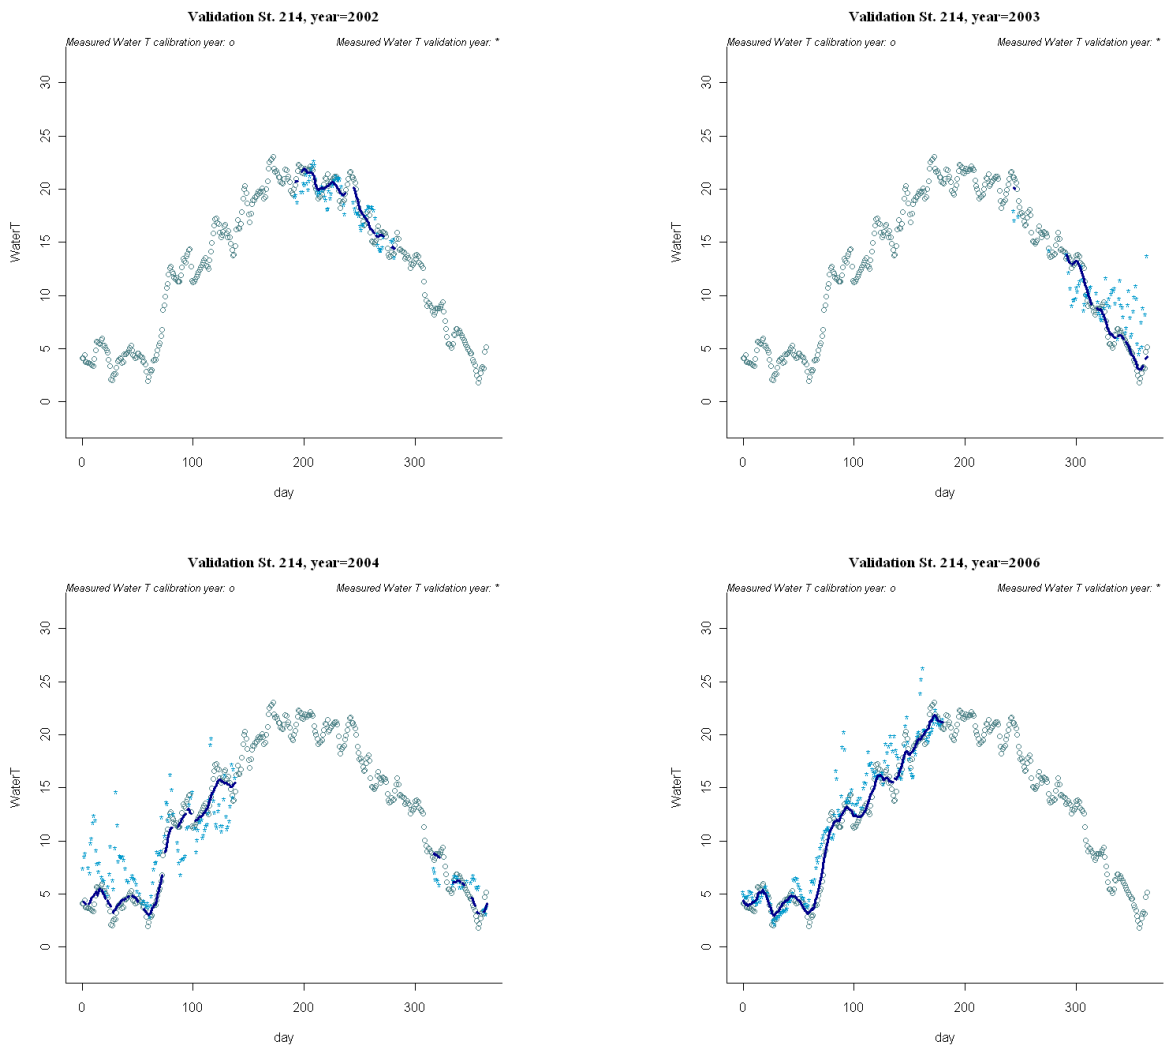 Validation St. 214, year=2002
Measured Water T calibration year: o Measured Water T validation year: *
WaterT
30
25
20
15
10
5
0
0 100 200 300
day
Validation St. 214, year=2003
Measured Water T calibration year: o Measured Water T validation year: *
WaterT
30
25
20
15
10
5
0
0 100 200 300
day
Validation St. 214, year=2004
Measured Water T calibration year: o Measured Water T validation year: *
WaterT
30
25
20
15
10
5
0
0 100 200 300
day
Validation St. 214, year=2006
Measured Water T calibration year: o Measured Water T validation year: *
WaterT
30
25
20
15
10
5
0
0 100 200 300
day